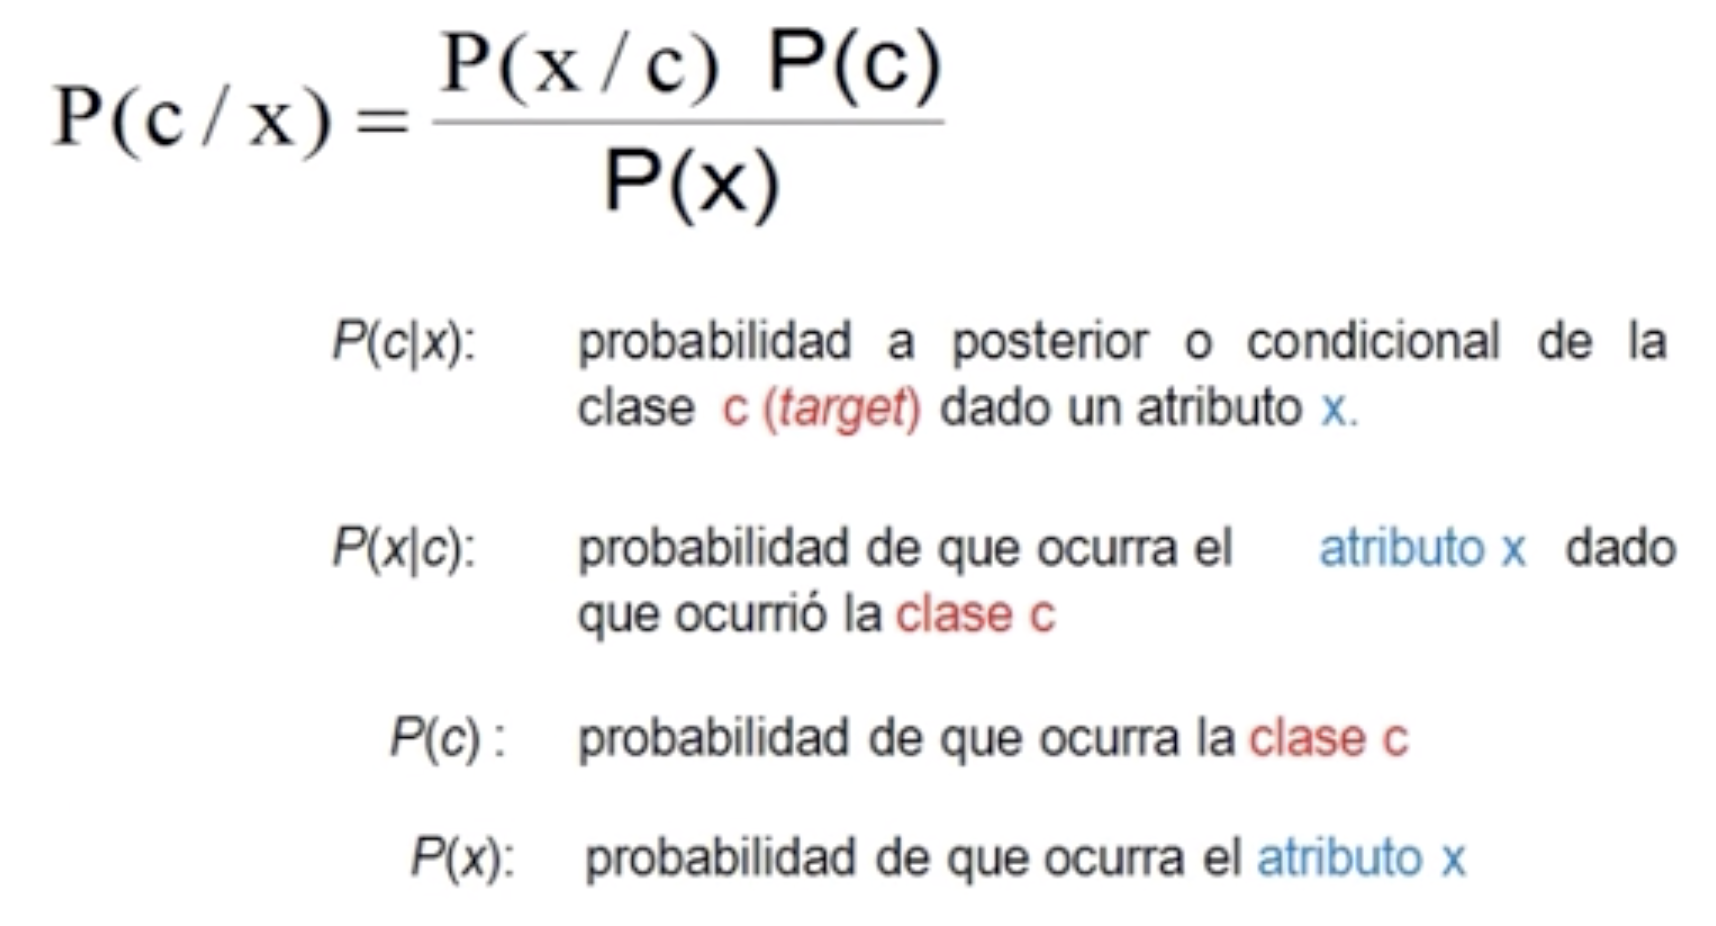 P(c / x) = P(x / c) P(c)
P(x)
P(c|x): probabilidad a posterior o condicional de la
clase c (target) dado un atributo x.
P(x|c): probabilidad de que ocurra el atributo x dado
que ocurrió la clase c
P(c) : probabilidad de que ocurra la clase c
P(x): probabilidad de que ocurra el atributo x